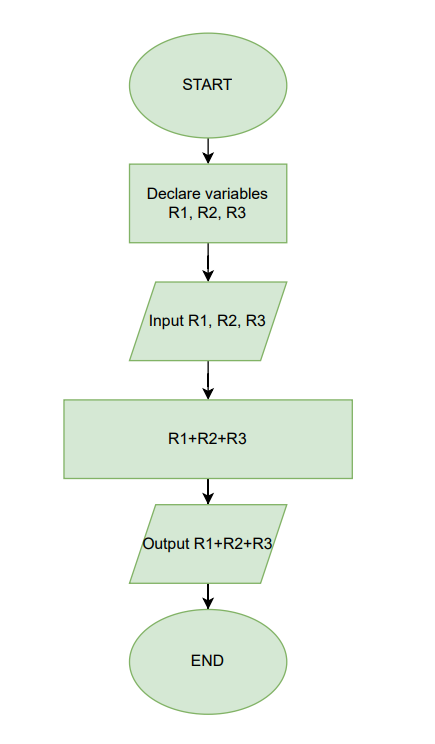 START
Declare variables
R1, R2, R3
Input R1, R2, R3
R1+R2+R3
Output R1+R2+R3
END